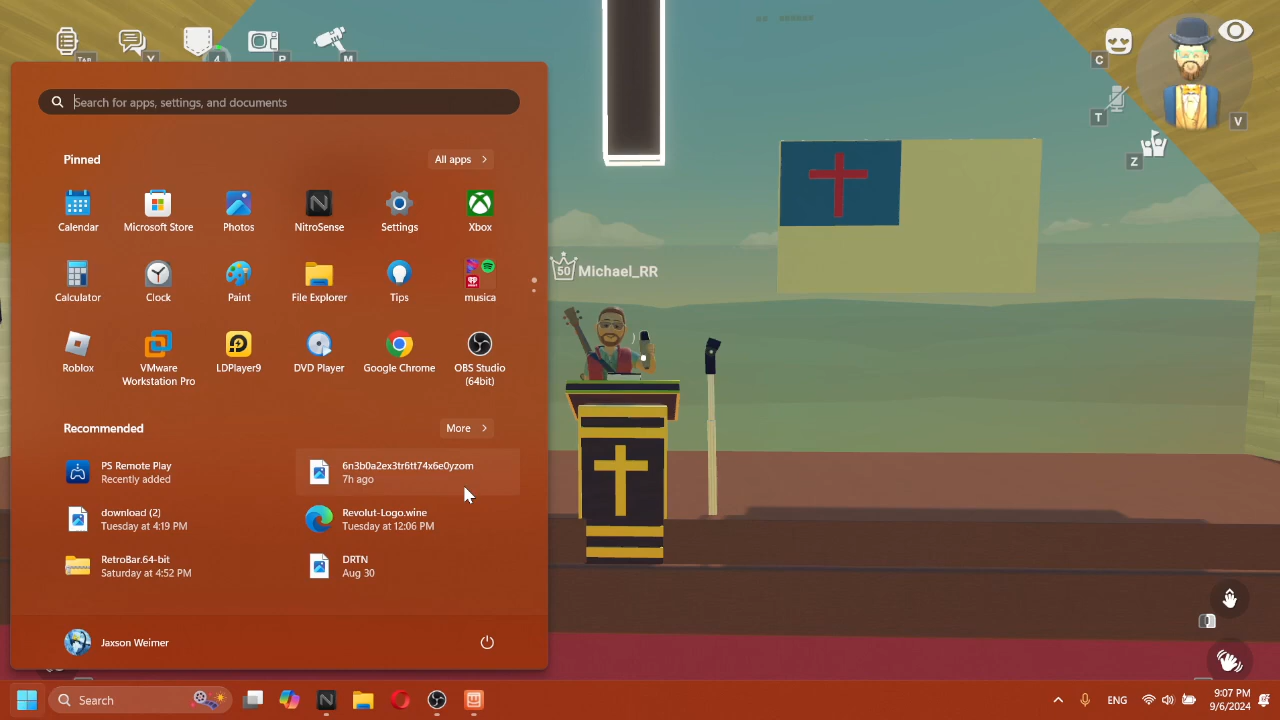 TAB
Y
4
P
M
C
T
V
Z
Search for apps, settings, and documents
Pinned
All apps
Calendar
Microsoft Store
Photos
NitroSense
Settings
Xbox
Calculator
Clock
Paint
File Explorer
Tips
musica
Roblox
VMware Workstation Pro
LDPlayer9
DVD Player
Google Chrome
OBS Studio (64bit)
50 Michael_RR
Recommended
More
PS Remote Play
Recently added
6n3b0a2ex3tr6tt74x6e0yzom
7h ago
download (2)
Tuesday at 4:19 PM
Revolut-Logo.wine
Tuesday at 12:06 PM
RetroBar.64-bit
Saturday at 4:52 PM
DRTN
Aug 30
Jaxson Weimer
Search
ENG
9:07 PM
9/6/2024